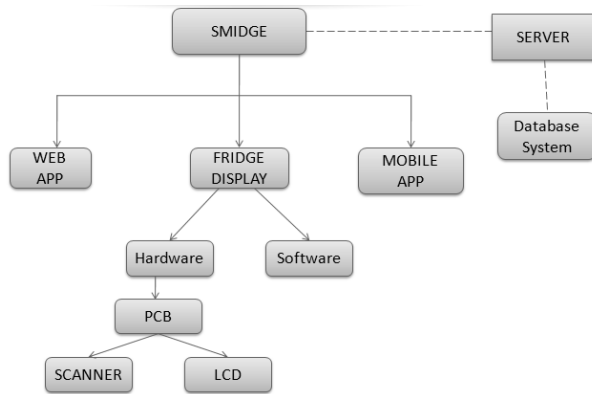 SMIDGE
SERVER
Database
System
WEB
APP
FRIDGE
DISPLAY
MOBILE
APP
Hardware
Software
PCB
SCANNER
LCD